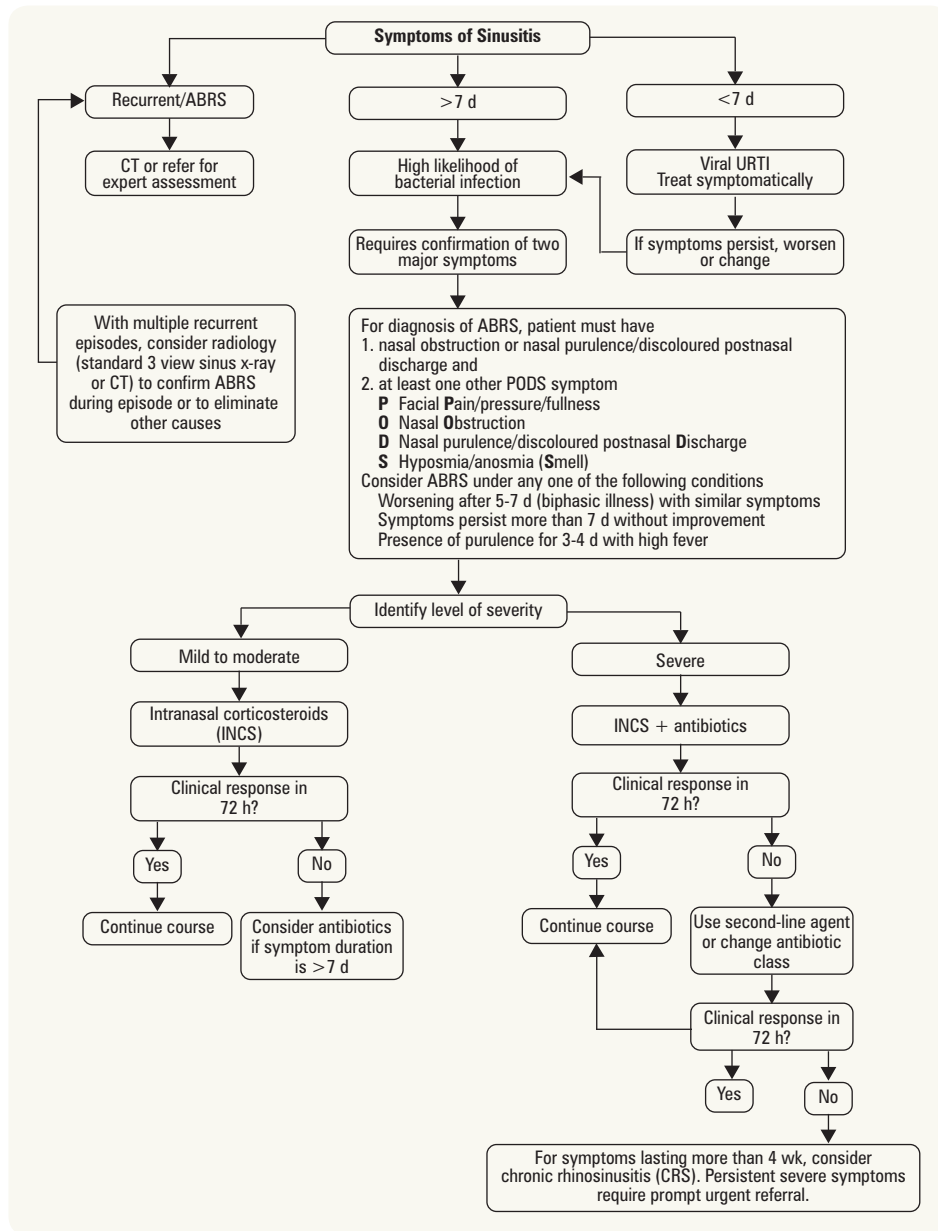 Symptoms of Sinusitis
Recurrent/ABRS
>7 d
<7 d
CT or refer for
expert assessment
High likelihood of
bacterial infection
Viral URTI
Treat symptomatically
Requires confirmation of two
major symptoms
If symptoms persist, worsen
or change
With multiple recurrent
episodes, consider radiology
(standard 3 view sinus x-ray
or CT) to confirm ABRS
during episode or to eliminate
other causes
For diagnosis of ABRS, patient must have
1. nasal obstruction or nasal purulence/discoloured postnasal
discharge and
2. at least one other PODS symptom
P Facial Pain/pressure/fullness
O Nasal Obstruction
D Nasal purulence/discoloured postnasal Discharge
S Hyposmia/anosmia (Smell)
Consider ABRS under any one of the following conditions
Worsening after 5-7 d (biphasic illness) with similar symptoms
Symptoms persist more than 7 d without improvement
Presence of purulence for 3-4 d with high fever
Identify level of severity
Mild to moderate
Intranasal corticosteroids
(INCS)
Clinical response in
72 h?
Yes
No
Continue course
Consider antibiotics
if symptom duration
is >7 d
Severe
INCS + antibiotics
Clinical response in
72 h?
Yes
No
Continue course
Use second-line agent
or change antibiotic
class
Clinical response in
72 h?
Yes
No
For symptoms lasting more than 4 wk, consider
chronic rhinosinusitis (CRS). Persistent severe symptoms
require prompt urgent referral.